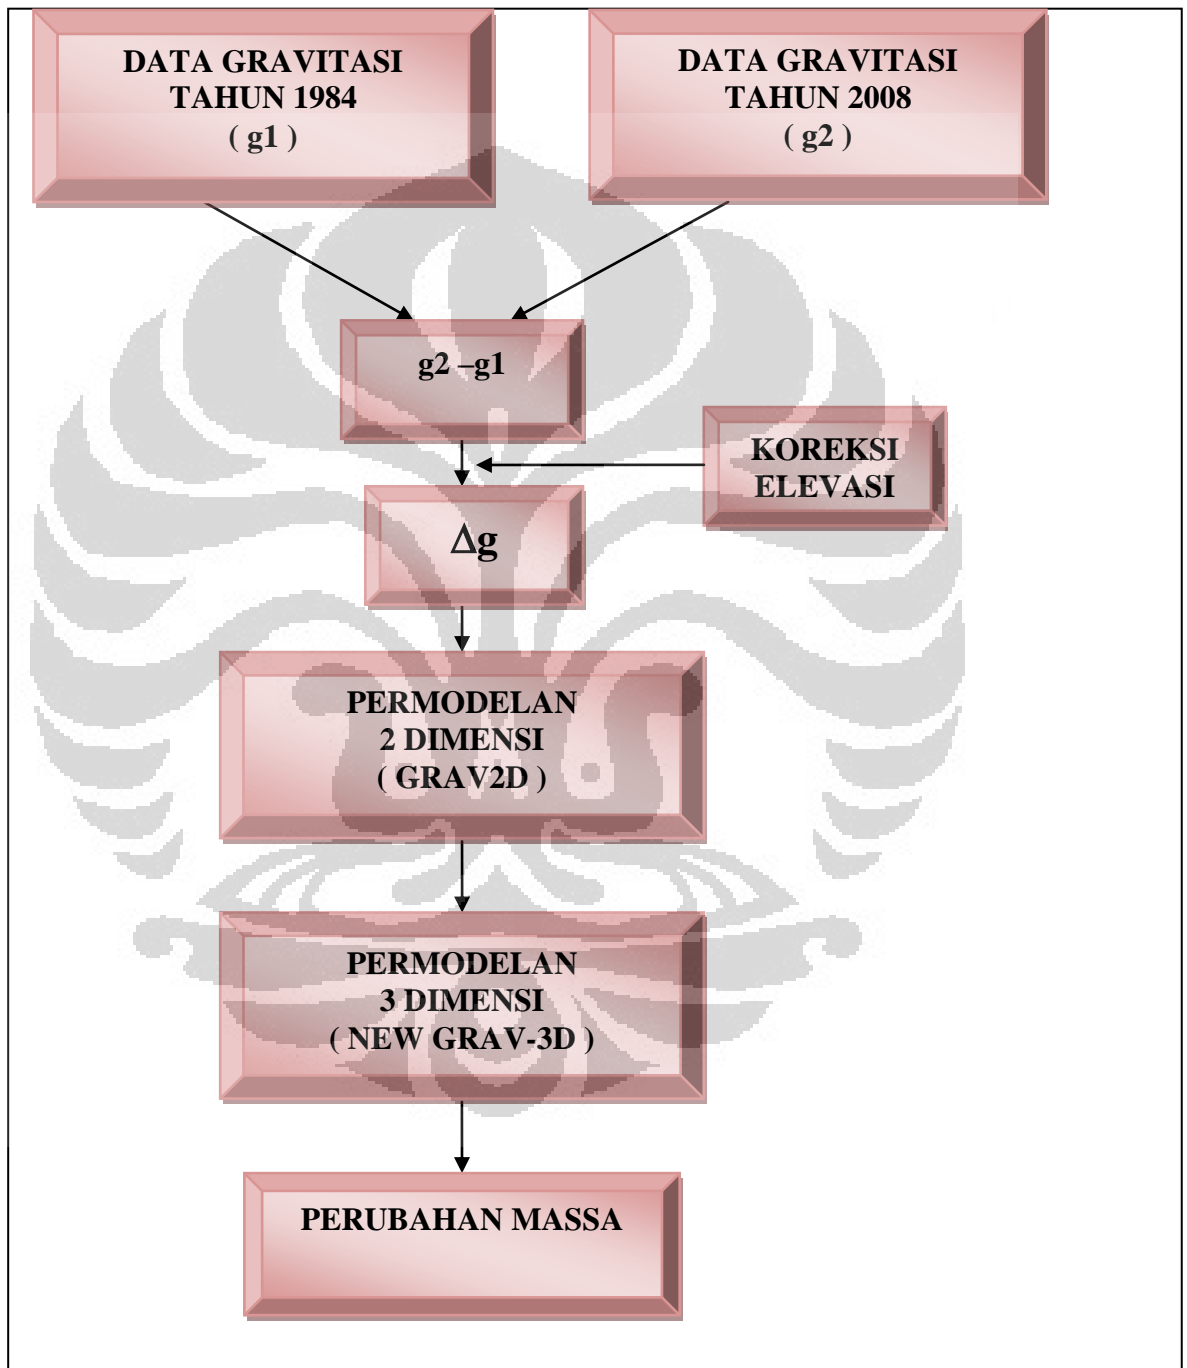 DATA GRAVITASI
TAHUN 1984
( g1 )
DATA GRAVITASI
TAHUN 2008
( g2 )
g2 –g1
KOREKSI
ELEVASI
Δg
PERMODELAN
2 DIMENSI
( GRAV2D )
PERMODELAN
3 DIMENSI
( NEW GRAV-3D )
PERUBAHAN MASSA